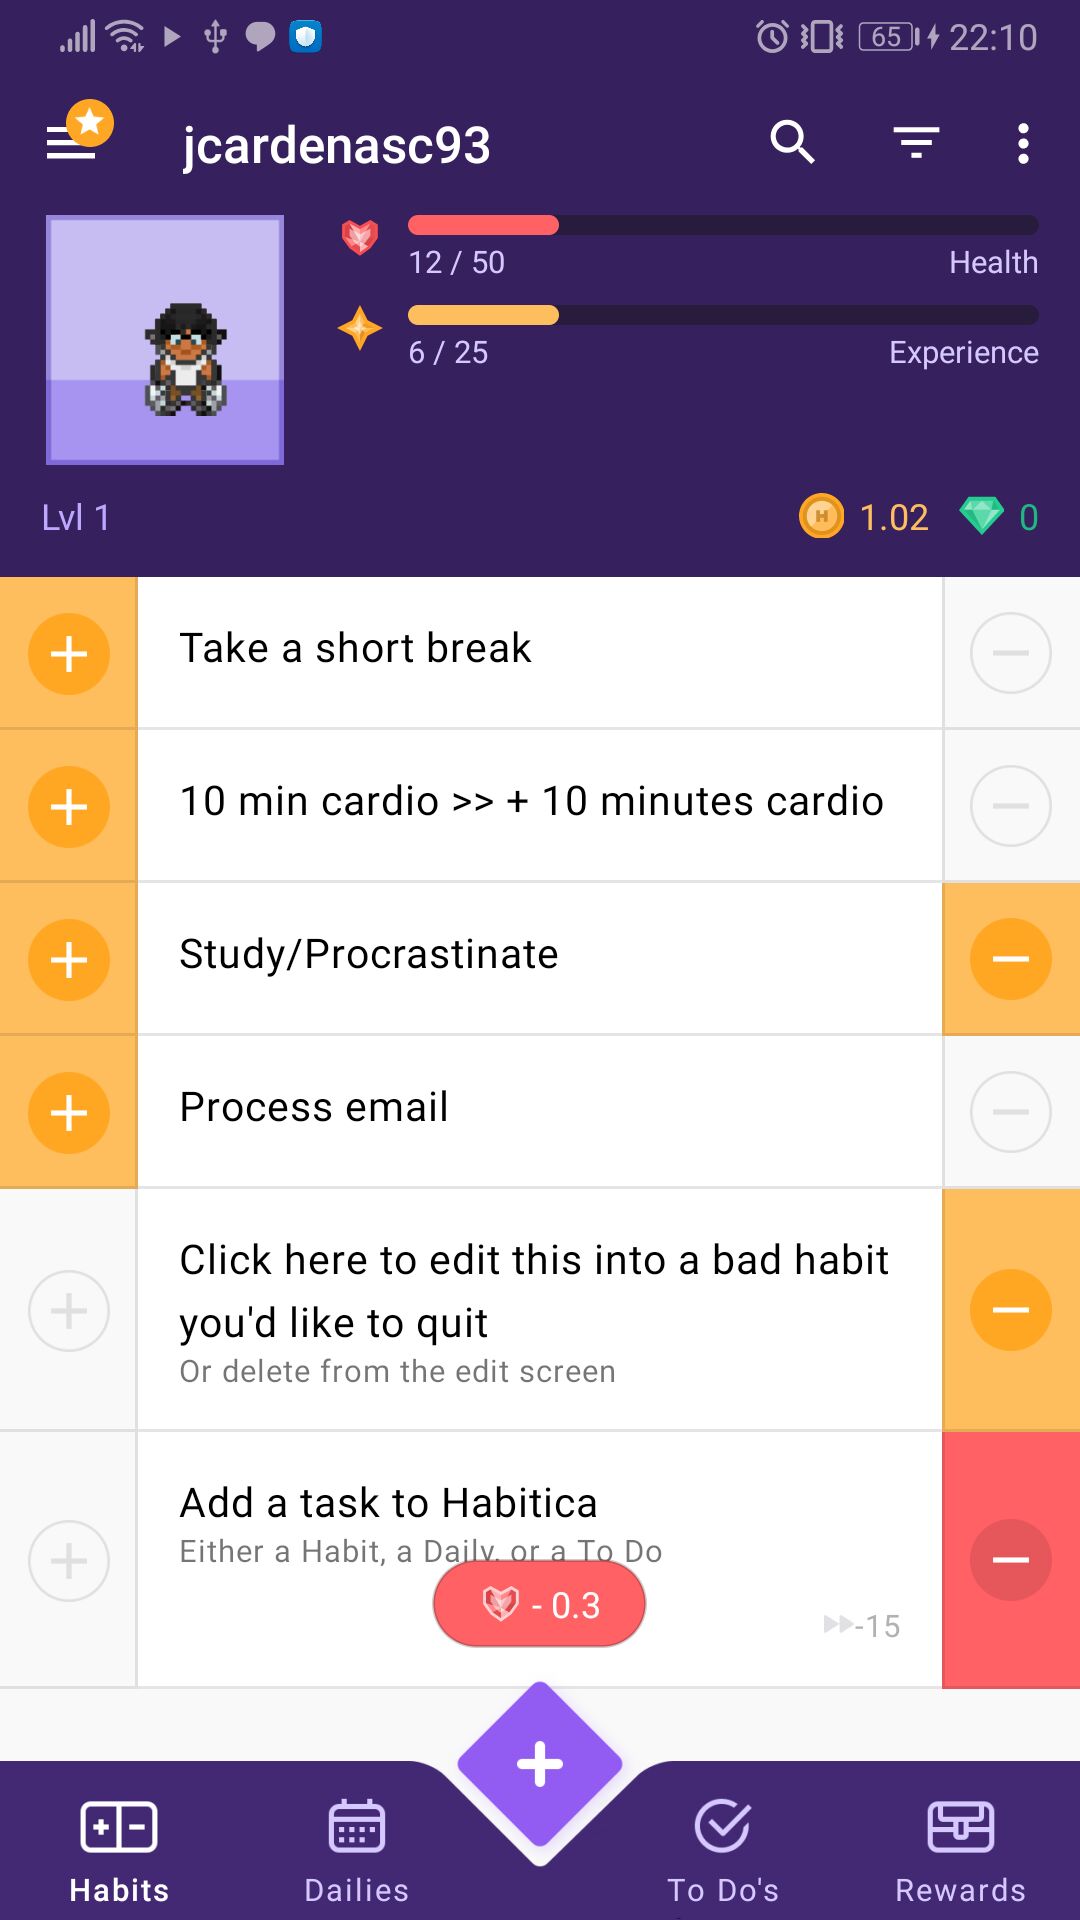 65 22:10
jcardenasc93
12 / 50 Health
6 / 25 Experience
Lvl 1 1.02 0
Take a short break
10 min cardio >> + 10 minutes cardio
Study/Procrastinate
Process email
Click here to edit this into a bad habit
you'd like to quit
Or delete from the edit screen
Add a task to Habitica
Either a Habit, a Daily, or a To Do
- 0.3
-15
Habits Dailies To Do's Rewards